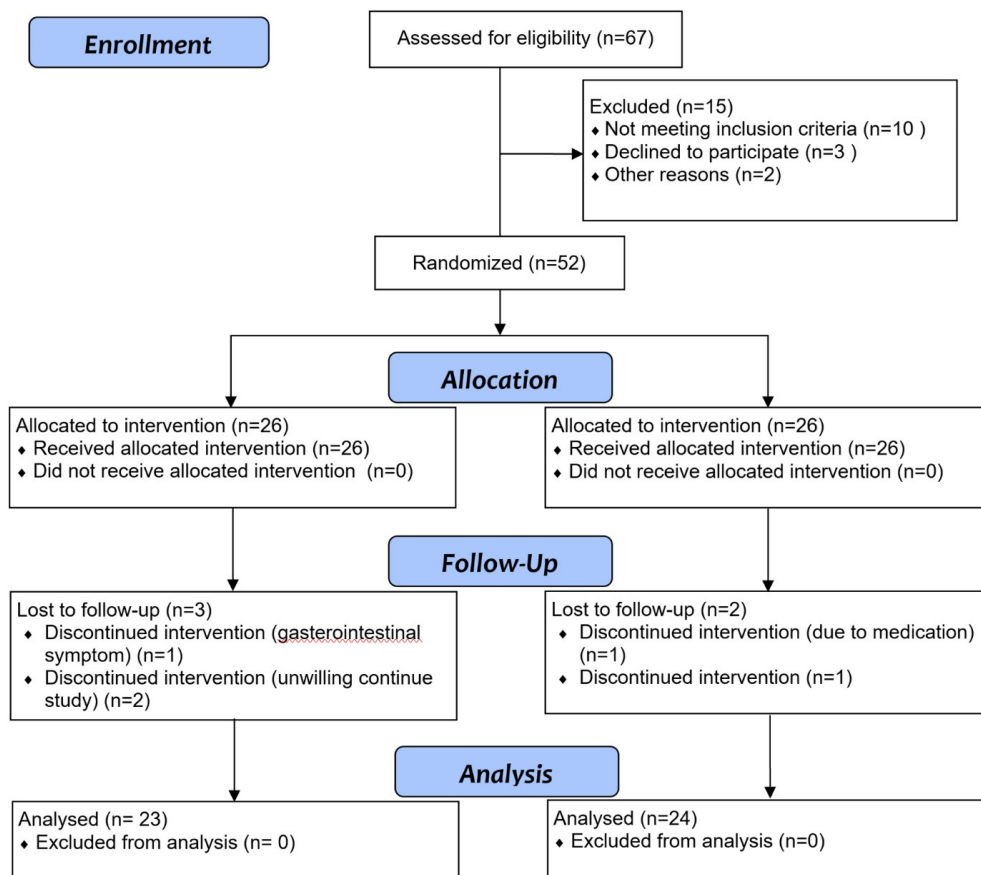 Enrollment
Assessed for eligibility (n=67)
Excluded (n=15)
♦ Not meeting inclusion criteria (n=10 )
♦ Declined to participate (n=3 )
♦ Other reasons (n=2)
Randomized (n=52)
Allocation
Allocated to intervention (n=26)
♦ Received allocated intervention (n=26)
♦ Did not receive allocated intervention (n=0)
Allocated to intervention (n=26)
♦ Received allocated intervention (n=26)
♦ Did not receive allocated intervention (n=0)
Follow-Up
Lost to follow-up (n=3)
♦ Discontinued intervention (gasterointestinal
symptom) (n=1)
♦ Discontinued intervention (unwilling continue
study) (n=2)
Lost to follow-up (n=2)
♦ Discontinued intervention (due to medication)
(n=1)
♦ Discontinued intervention (n=1)
Analysis
Analysed (n= 23)
♦ Excluded from analysis (n= 0)
Analysed (n=24)
♦ Excluded from analysis (n=0)